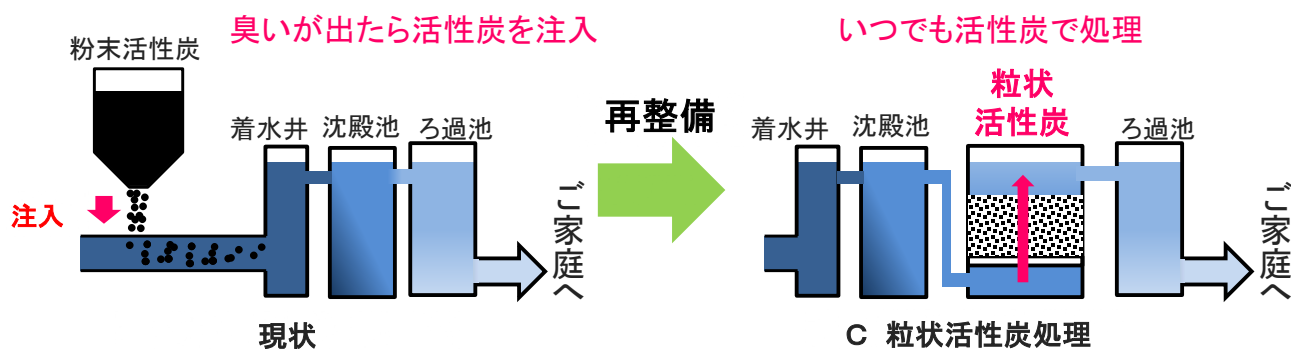 臭いが出たら活性炭を注入
粉末活性炭
着水井
沈殿池
ろ過池
注入
ご家庭へ
現状
再整備
いつでも活性炭で処理
粒状
活性炭
着水井
沈殿池
ろ過池
ご家庭へ
C 粒状活性炭処理